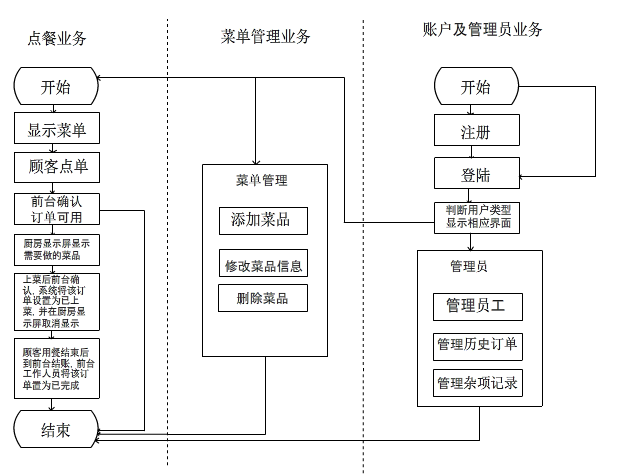 点餐业务
菜单管理业务
账户及管理员业务
开始
显示菜单
顾客点单
前台确认
订单可用
厨房显示屏显示
需要做的菜品
上菜后前台确
认,系统将该订
单设置为已上
菜,并在厨房显
示屏取消显示
顾客用餐结束后
到前台结账,前台
工作人员将该订
单置为已完成
结束
菜单管理
添加菜品
修改菜品信息
删除菜品
开始
注册
登陆
判断用户类型
显示相应界面
管理员
管理员工
管理历史订单
管理杂项记录